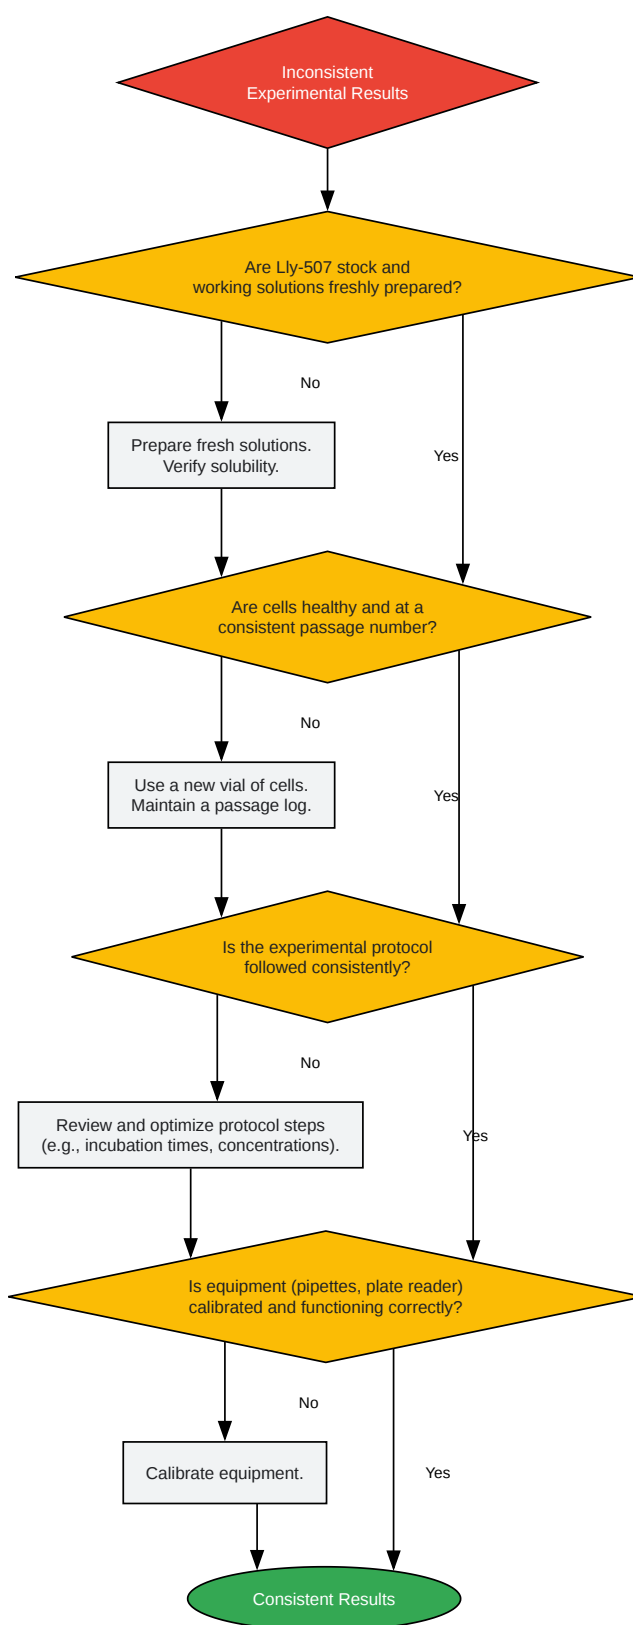 Inconsistent
Experimental Results
Are Lly-507 stock and
working solutions freshly prepared?
No
Prepare fresh solutions.
Verify solubility.
Yes
Are cells healthy and at a
consistent passage number?
No
Use a new vial of cells.
Maintain a passage log.
Yes
Is the experimental protocol
followed consistently?
No
Review and optimize protocol steps
(e.g., incubation times, concentrations).
Yes
Is equipment (pipettes, plate reader)
calibrated and functioning correctly?
No
Calibrate equipment.
Yes
Consistent Results